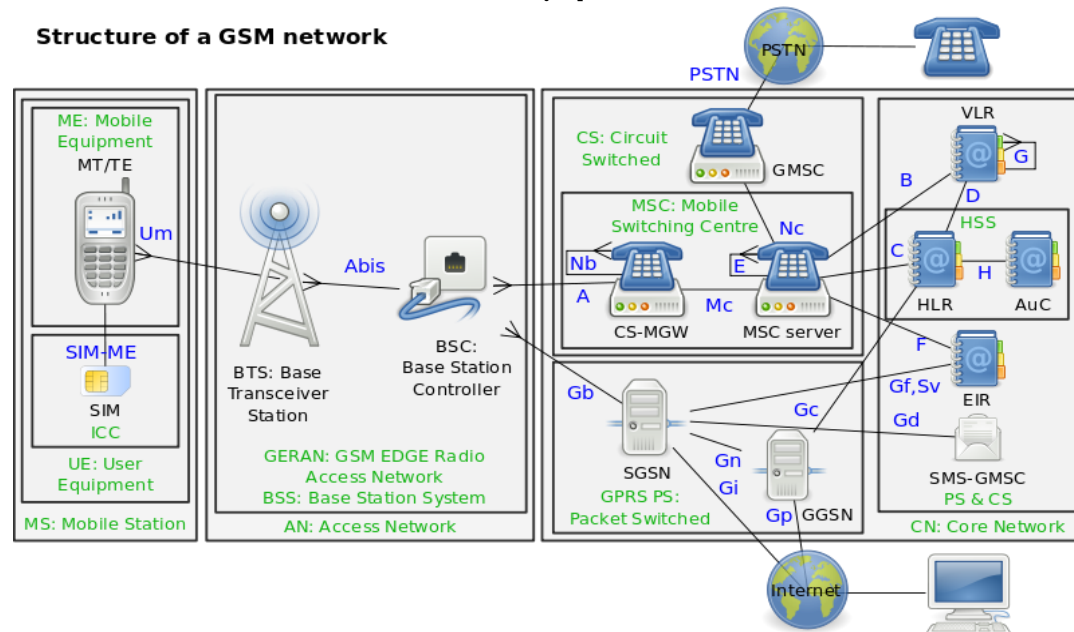 Structure of a GSM network
PSTN
PSTN
ME: Mobile
Equipment
MT/TE
Um
SIM-ME
SIM
ICC
UE: User
Equipment
MS: Mobile Station
Abis
BTS: Base
Transceiver
Station
BSC:
Base Station
Controller
GERAN: GSM EDGE Radio
Access Network
BSS: Base Station System
AN: Access Network
CS: Circuit
Switched
GMSC
MSC: Mobile
Switching Centre
Nc
Nb
E
A
Mc
CS-MGW
MSC server
VLR
G
B
D
HSS
C
H
HLR
AuC
F
Gf,Sv
EIR
Gb
Gc
Gd
SGSN
Gn
Gi
GPRS PS:
Packet Switched
Gp
GGSN
SMS-GMSC
PS & CS
CN: Core Network
Internet